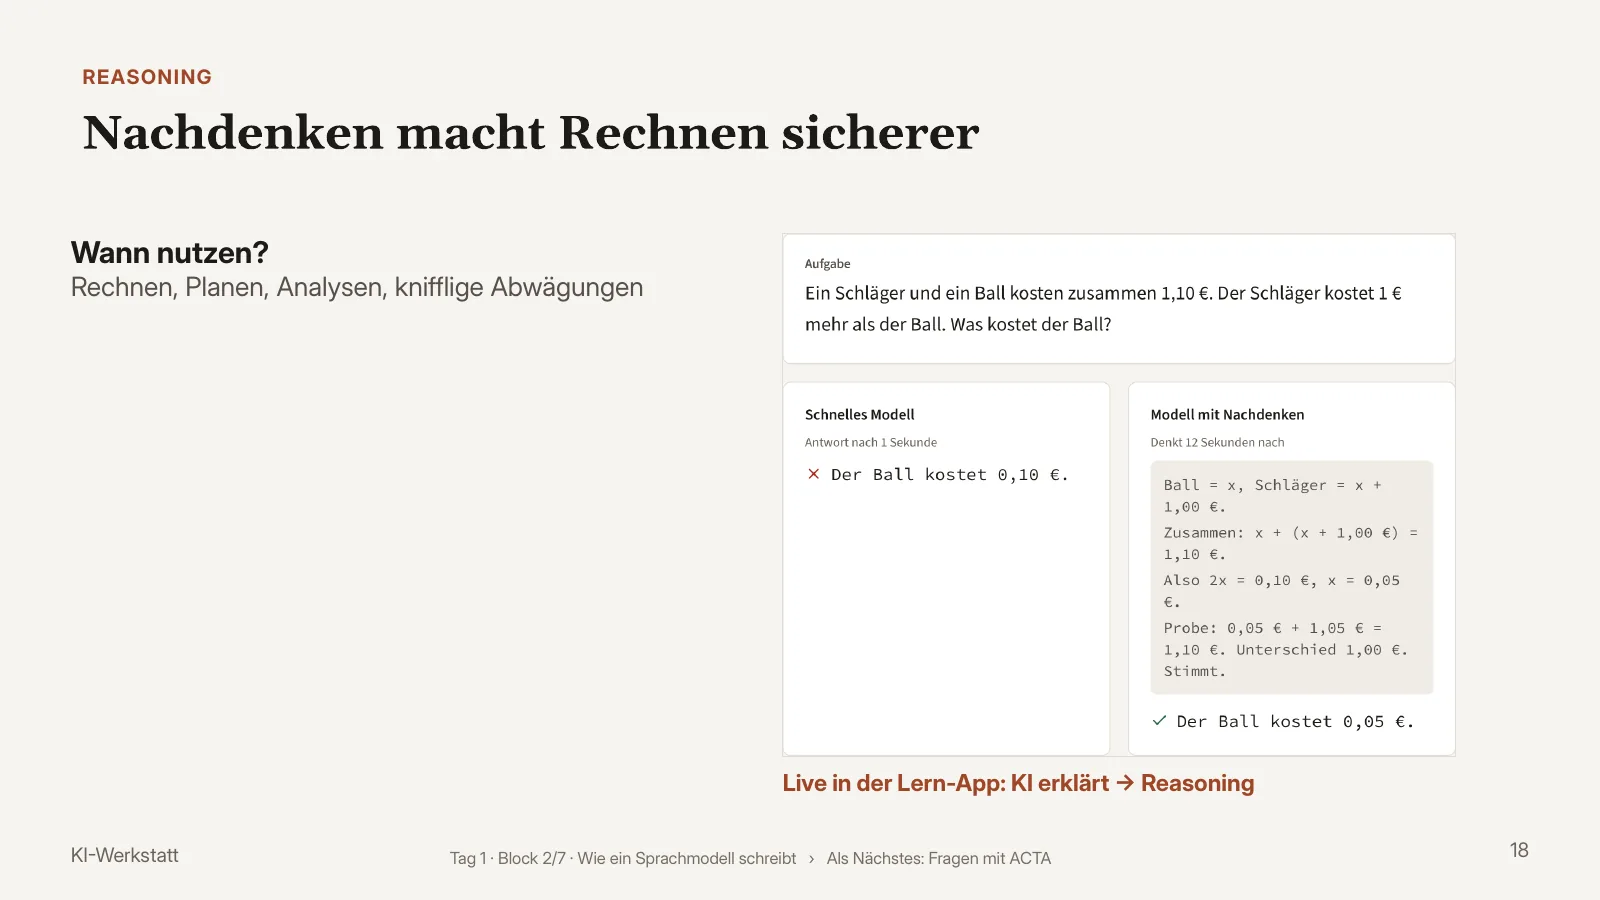 REASONING
Nachdenken macht Rechnen sicherer
Wann nutzen?
Rechnen, Planen, Analysen, knifflige Abwägungen
Aufgabe
Ein Schläger und ein Ball kosten zusammen 1,10 €. Der Schläger kostet 1 €
mehr als der Ball. Was kostet der Ball?
Schnelles Modell
Antwort nach 1 Sekunde
✕ Der Ball kostet 0,10 €.
Modell mit Nachdenken
Denkt 12 Sekunden nach
Ball = x, Schläger = x +
1,00 €.
Zusammen: x + (x + 1,00 €) =
1,10 €.
Also 2x = 0,10 €, x = 0,05
€.
Probe: 0,05 € + 1,05 € =
1,10 €. Unterschied 1,00 €.
Stimmt.
✓ Der Ball kostet 0,05 €.
Live in der Lern-App: KI erklärt → Reasoning
KI-Werkstatt
Tag 1 · Block 2/7 · Wie ein Sprachmodell schreibt › Als Nächstes: Fragen mit ACTA
18